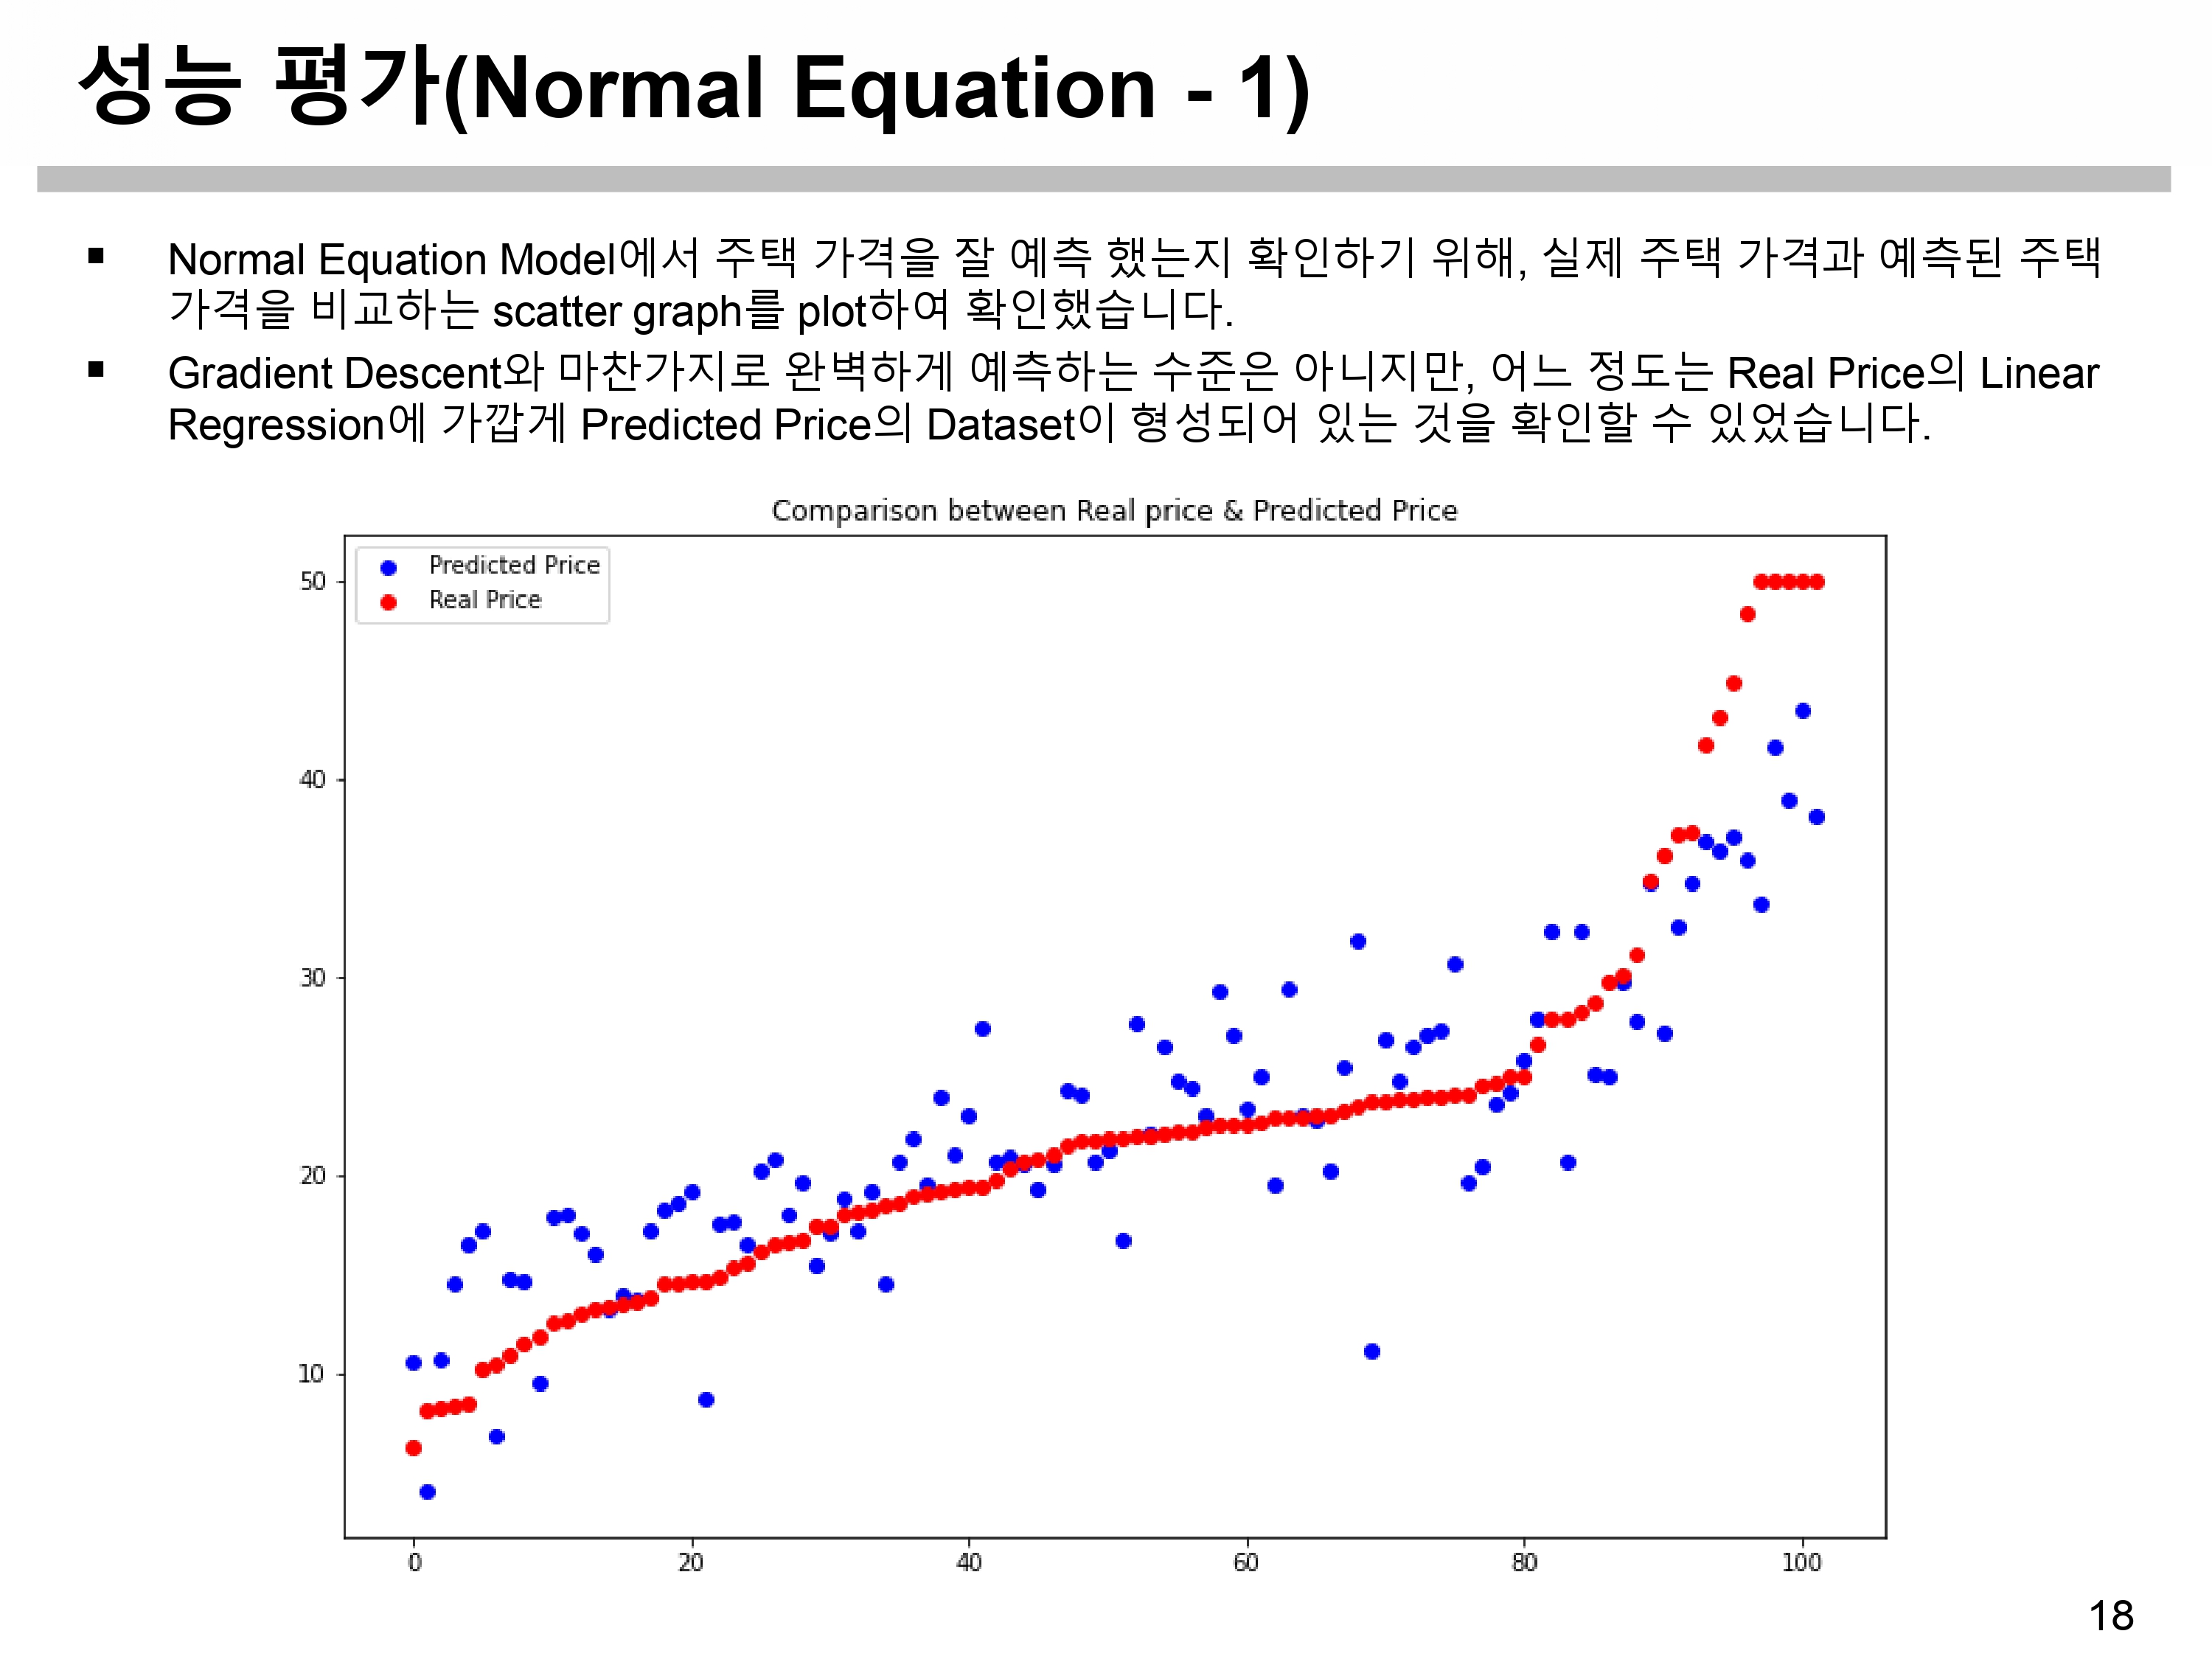 성능 평가(Normal Equation - 1)
▪ Normal Equation Model에서 주택 가격을 잘 예측 했는지 확인하기 위해, 실제 주택 가격과 예측된 주택
가격을 비교하는 scatter graph를 plot하여 확인했습니다.
▪ Gradient Descent와 마찬가지로 완벽하게 예측하는 수준은 아니지만, 어느 정도는 Real Price의 Linear
Regression에 가깝게 Predicted Price의 Dataset이 형성되어 있는 것을 확인할 수 있었습니다.
Comparison between Real price & Predicted Price
Predicted Price
Real Price
50
40
30
20
10
0 20 40 60 80 100
18